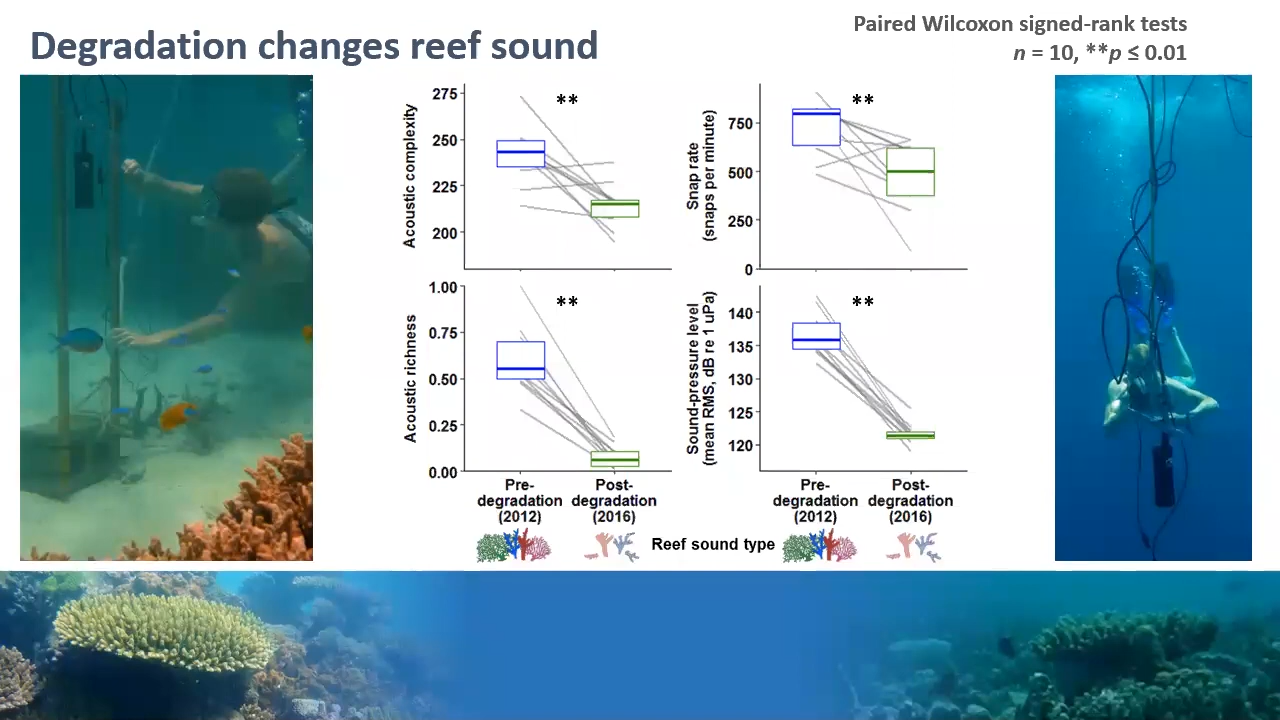 Degradation changes reef sound
Paired Wilcoxon signed-rank tests
n = 10, **p ≤ 0.01
Acoustic complexity
275
250
225
200
**
Snap rate
(snaps per minute)
750
500
250
0
**
Acoustic richness
1.00
0.75
0.50
0.25
0.00
**
Sound-pressure level
(mean RMS, dB re 1 uPa)
140
135
130
125
120
**
Pre-
degradation
(2012)
Post-
degradation
(2016)
Pre-
degradation
(2012)
Post-
degradation
(2016)
Reef sound type